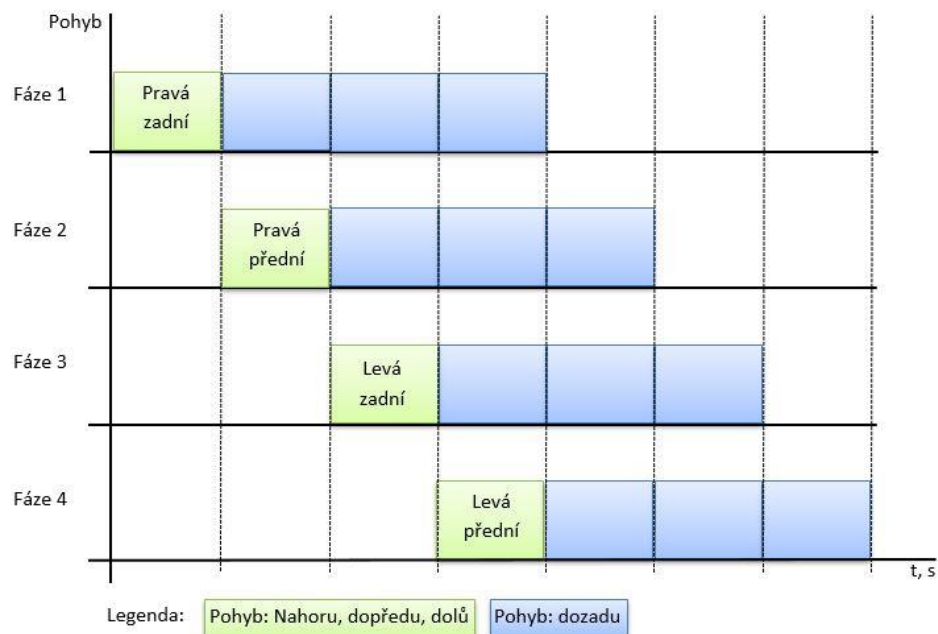 Pohyb
Fáze 1
Pravá
zadní
Fáze 2
Pravá
přední
Fáze 3
Levá
zadní
Fáze 4
Levá
přední
t, s
Legenda:
Pohyb: Nahoru, dopředu, dolů
Pohyb: dozadu